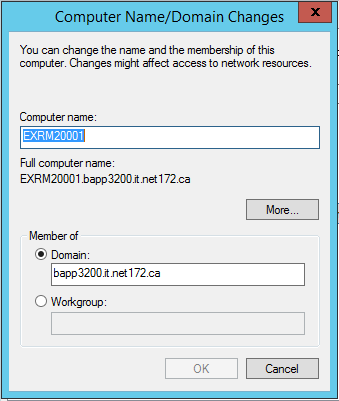 Computer Name/Domain Changes
x
You can change the name and the membership of this
computer. Changes might affect access to network resources.
Computer name:
EXRM20001
Full computer name:
EXRM20001.bapp3200.it.net172.ca
More...
Member of
Domain:
bapp3200.it.net172.ca
Workgroup:
OK
Cancel